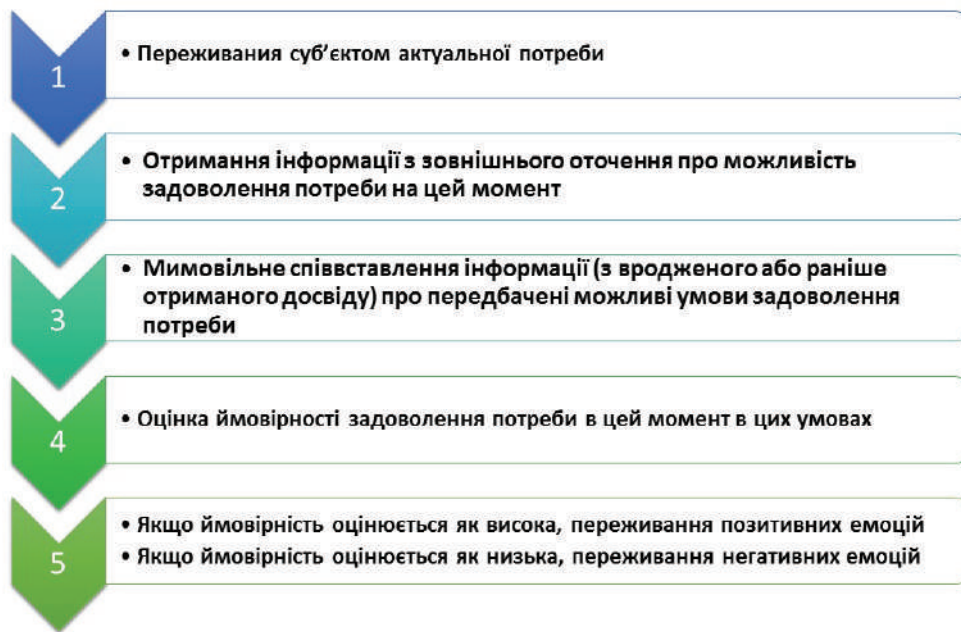 1
• Переживання суб’єктом актуальної потреби
2
• Отримання інформації з зовнішнього оточення про можливість
задоволення потреби на цей момент
3
• Мимовільне співвставлення інформації (з вродженого або раніше
отриманого досвіду) про передбачені можливі умови задоволення
потреби
4
• Оцінка ймовірності задоволення потреби в цей момент в цих умовах
5
• Якщо ймовірність оцінюється як висока, переживання позитивних емоцій
• Якщо ймовірність оцінюється як низька, переживання негативних емоцій